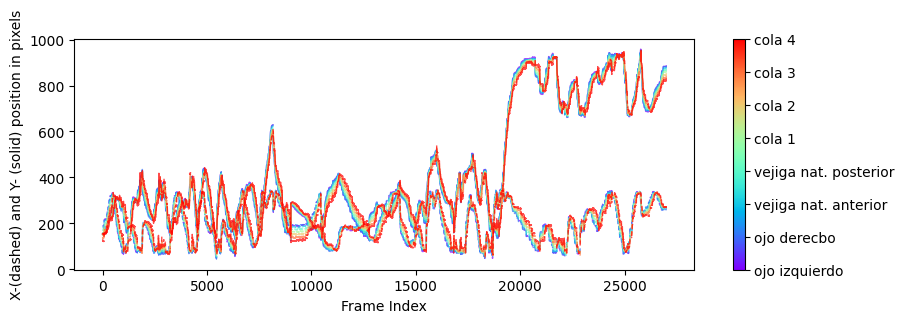 X-(dashed) and Y- (solid) position in pixels
1000
800
600
400
200
0
0 5000 10000 15000 20000 25000
Frame Index
cola 4
cola 3
cola 2
cola 1
vejiga nat. posterior
vejiga nat. anterior
ojo derecbo
ojo izquierdo